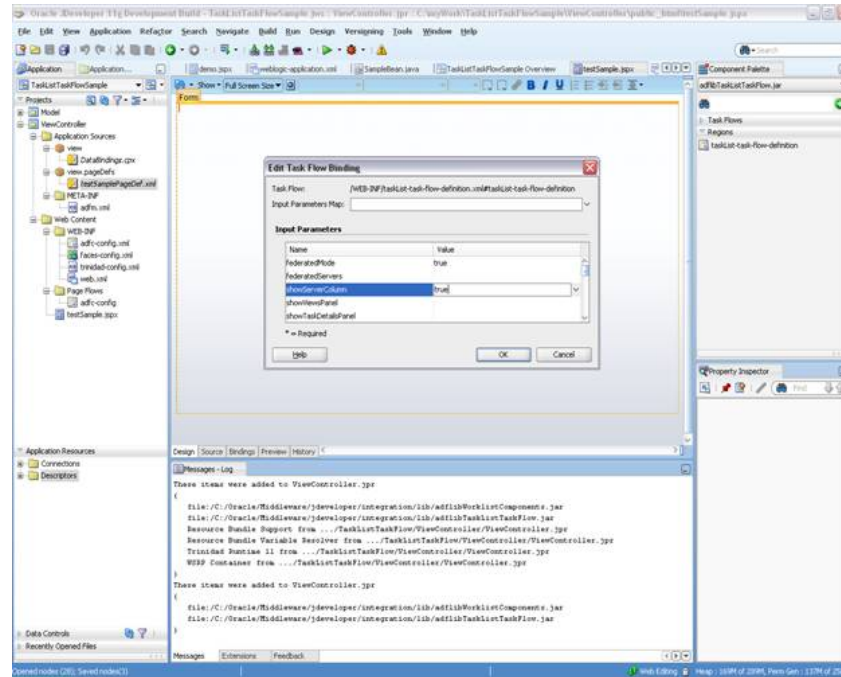 Oracle JDeveloper 11g Development Build - TaskListTaskFlowSample.jws : ViewController.jpr : C:\myWork\TaskListTaskFlowSample\ViewController\public_html\testSample.jspx
File Edit View Application Refactor Search Navigate Build Run Design Versioning Tools Window Help
Search
Application Application...
demo.jspx weblogic-application.xml SampleBean.java TaskListTaskFlowSample Overview testSample.jspx
Component Palette
TaskListTaskFlowSample
Show Full Screen Size
adflibTaskListTaskFlow.jar
Projects
Form
Model
ViewController
Application Sources
view
DataBindings.cpx
view.pageDefs
testSamplePageDef.xml
META-INF
adfm.xml
Web Content
WEB-INF
adfc-config.xml
faces-config.xml
trinidad-config.xml
web.xml
Page Flows
adfc-config
testSample.jspx
Task Flows
Regions
taskList-task-flow-definition
Edit Task Flow Binding
Task Flow: /WEB-INF/taskList-task-flow-definition.xml#taskList-task-flow-definition
Input Parameters Map:
Input Parameters
Name Value
federatedMode true
federatedServers
showServerColumn true
showViewsPanel
showTaskDetailsPanel
* = Required
Help OK Cancel
Property Inspector
Find
Application Resources
Connections
Descriptors
Design Source Bindings Preview History
Messages - Log
These items were added to ViewController.jpr
(
file:/C:/Oracle/Middleware/jdeveloper/integration/lib/adflibWorklistComponents.jar
file:/C:/Oracle/Middleware/jdeveloper/integration/lib/adflibTaskListTaskFlow.jar
Resource Bundle Support from .../TaskListTaskFlow/ViewController/ViewController.jpr
Resource Bundle Variable Resolver from .../TaskListTaskFlow/ViewController/ViewController.jpr
Trinidad Runtime 11 from .../TaskListTaskFlow/ViewController/ViewController.jpr
WSRP Container from .../TaskListTaskFlow/ViewController/ViewController.jpr
)
These items were added to ViewController.jpr
(
file:/C:/Oracle/Middleware/jdeveloper/integration/lib/adflibWorklistComponents.jar
file:/C:/Oracle/Middleware/jdeveloper/integration/lib/adflibTaskListTaskFlow.jar
)
Data Controls
Recently Opened Files
Messages Extensions Feedback
Opened nodes (28); Saved nodes(3)
Web Editing Heap : 169M of 289M, Perm Gen : 137M of 25